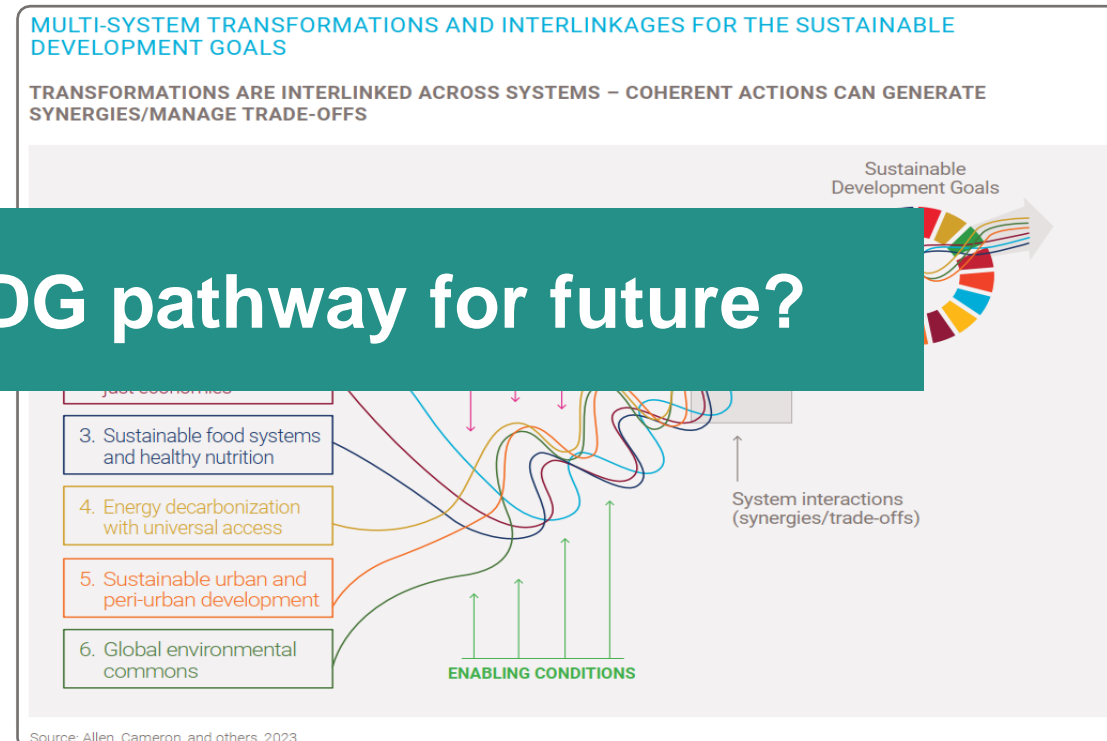 MULTI-SYSTEM TRANSFORMATIONS AND INTERLINKAGES FOR THE SUSTAINABLE
DEVELOPMENT GOALS
TRANSFORMATIONS ARE INTERLINKED ACROSS SYSTEMS – COHERENT ACTIONS CAN GENERATE
SYNERGIES/MANAGE TRADE-OFFS
Sustainable
Development Goals
DG pathway for future?
just economies
3. Sustainable food systems
and healthy nutrition
4. Energy decarbonization
with universal access
System interactions
(synergies/trade-offs)
5. Sustainable urban and
peri-urban development
6. Global environmental
commons
ENABLING CONDITIONS
Source: Allen, Cameron, and others, 2023